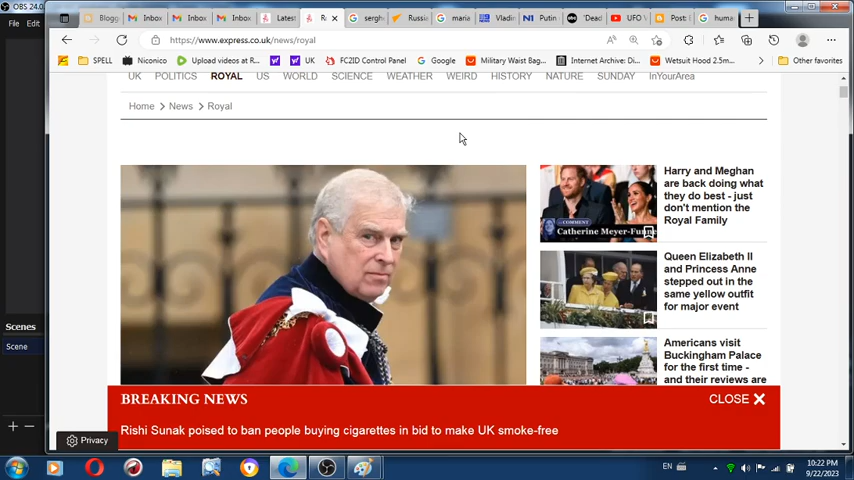 OBS 24.0
File Edit
Blogg Inbox Inbox Inbox Latest serg Russi maria Vladin Putin 'Dead UFO Post: huma
https://www.express.co.uk/news/royal
SPELL Niconico Upload videos at R... UK FC2ID Control Panel Google Military Waist Bag... Internet Archive: Di... Wetsuit Hood 2.5m... Other favorites
UK POLITICS ROYAL US WORLD SCIENCE WEATHER WEIRD HISTORY NATURE SUNDAY InYourArea
Home News Royal
Harry and Meghan
are back doing what
they do best - just
don't mention the
Royal Family
COMMENT
Catherine Meyer-Funne
Queen Elizabeth II
and Princess Anne
stepped out in the
same yellow outfit
for major event
Americans visit
Buckingham Palace
for the first time -
and their reviews are
Scenes
Scene
BREAKING NEWS
CLOSE
Rishi Sunak poised to ban people buying cigarettes in bid to make UK smoke-free
Privacy
EN
10:22 PM
9/22/2023